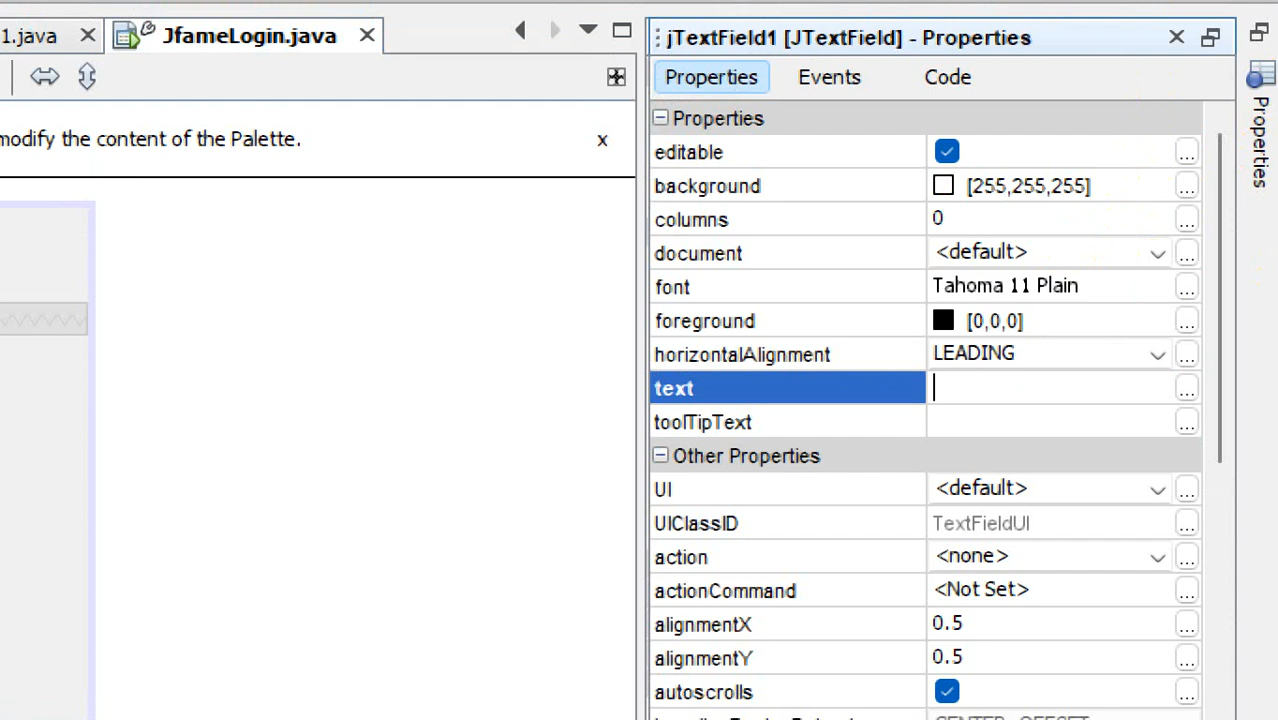 1.java
JfameLogin.java
modify the content of the Palette.
x
jTextField1 [JTextField] - Properties
Properties
Events
Code
Properties
editable
...
background
[255,255,255]
...
columns
0
...
document
<default>
...
font
Tahoma 11 Plain
...
foreground
[0,0,0]
...
horizontalAlignment
LEADING
...
text
...
toolTipText
...
Other Properties
UI
<default>
...
UIClassID
TextFieldUI
...
action
<none>
...
actionCommand
<Not Set>
...
alignmentX
0.5
...
alignmentY
0.5
...
autoscrolls
...
Properties